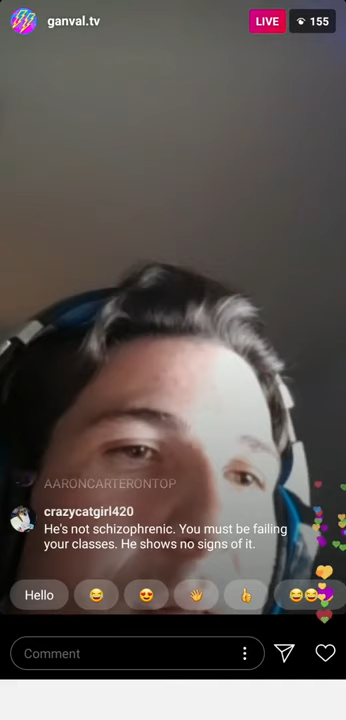 ganval.tv
LIVE
155
AARONCARTERONTOP
crazycatgirl420
He's not schizophrenic. You must be failing
your classes. He shows no signs of it.
Hello
Comment